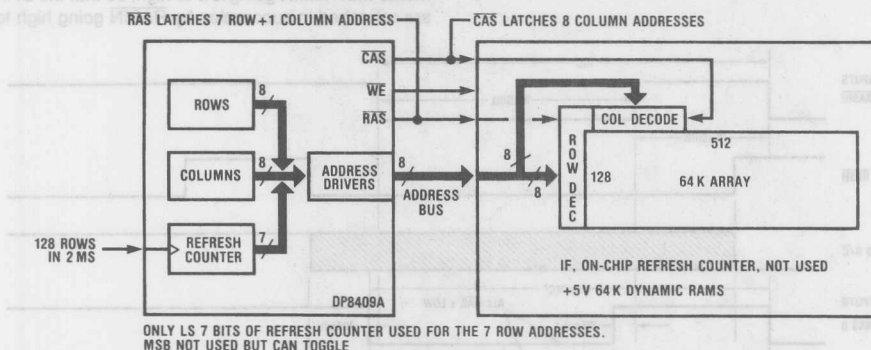 RAS LATCHES 7 ROW + 1 COLUMN ADDRESS
CAS LATCHES 8 COLUMN ADDRESSES
CAS
WE
RAS
ROWS
8
COLUMNS
8
REFRESH
COUNTER
7
128 ROWS
IN 2 MS
ADDRESS
DRIVERS
8
ADDRESS
BUS
DP8409A
8
8
COL DECODE
ROW DEC
512
128
64K ARRAY
IF, ON-CHIP REFRESH COUNTER, NOT USED
+5V 64K DYNAMIC RAMS
ONLY LS 7 BITS OF REFRESH COUNTER USED FOR THE 7 ROW ADDRESSES.
MSB NOT USED BUT CAN TOGGLE